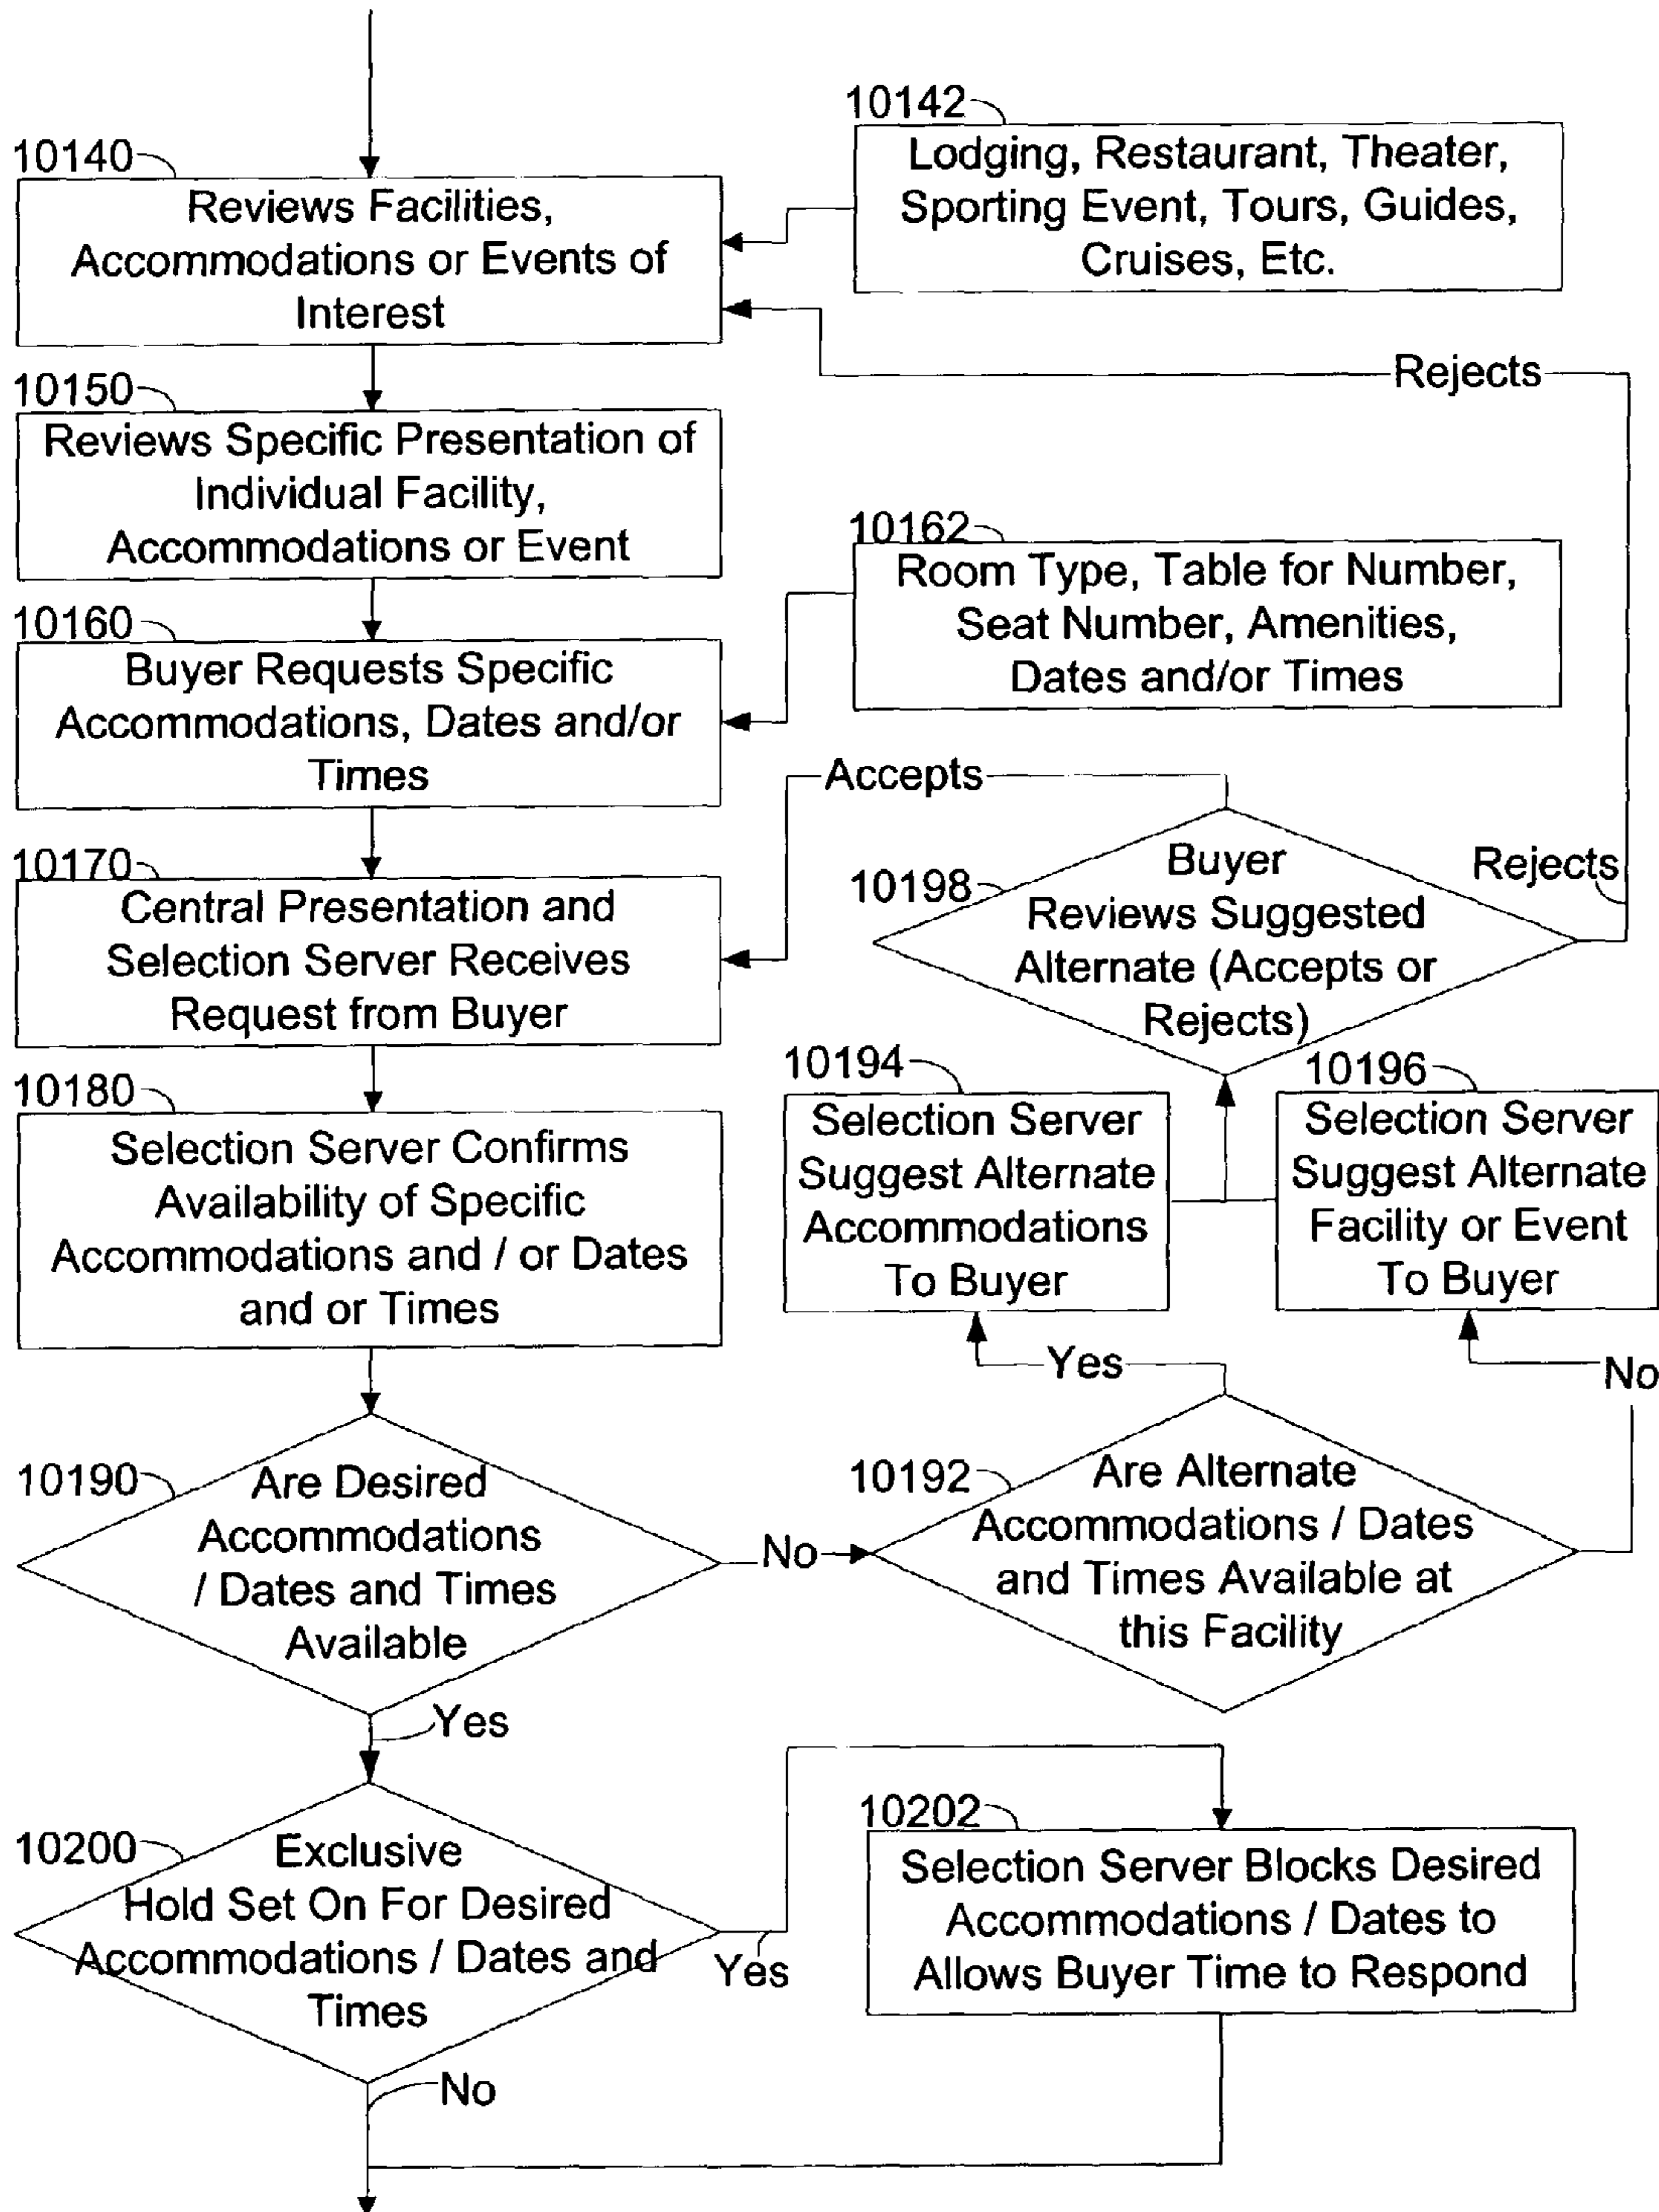 10142
Lodging, Restaurant, Theater,
Sporting Event, Tours, Guides,
Cruises, Etc.
10140
Reviews Facilities,
Accommodations or Events of
Interest
Rejects
10150
Reviews Specific Presentation of
Individual Facility,
Accommodations or Event
10162
Room Type, Table for Number,
Seat Number, Amenities,
Dates and/or Times
10160
Buyer Requests Specific
Accommodations, Dates and/or
Times
Accepts
10170
Central Presentation and
Selection Server Receives
Request from Buyer
10198
Buyer
Reviews Suggested
Alternate (Accepts or
Rejects)
Rejects
10180
Selection Server Confirms
Availability of Specific
Accommodations and / or Dates
and or Times
10194
Selection Server
Suggest Alternate
Accommodations
To Buyer
10196
Selection Server
Suggest Alternate
Facility or Event
To Buyer
Yes
No
10190
Are Desired
Accommodations
/ Dates and Times
Available
No
10192
Are Alternate
Accommodations / Dates
and Times Available at
this Facility
Yes
10200
Exclusive
Hold Set On For Desired
Accommodations / Dates and
Times
Yes
10202
Selection Server Blocks Desired
Accommodations / Dates to
Allows Buyer Time to Respond
No